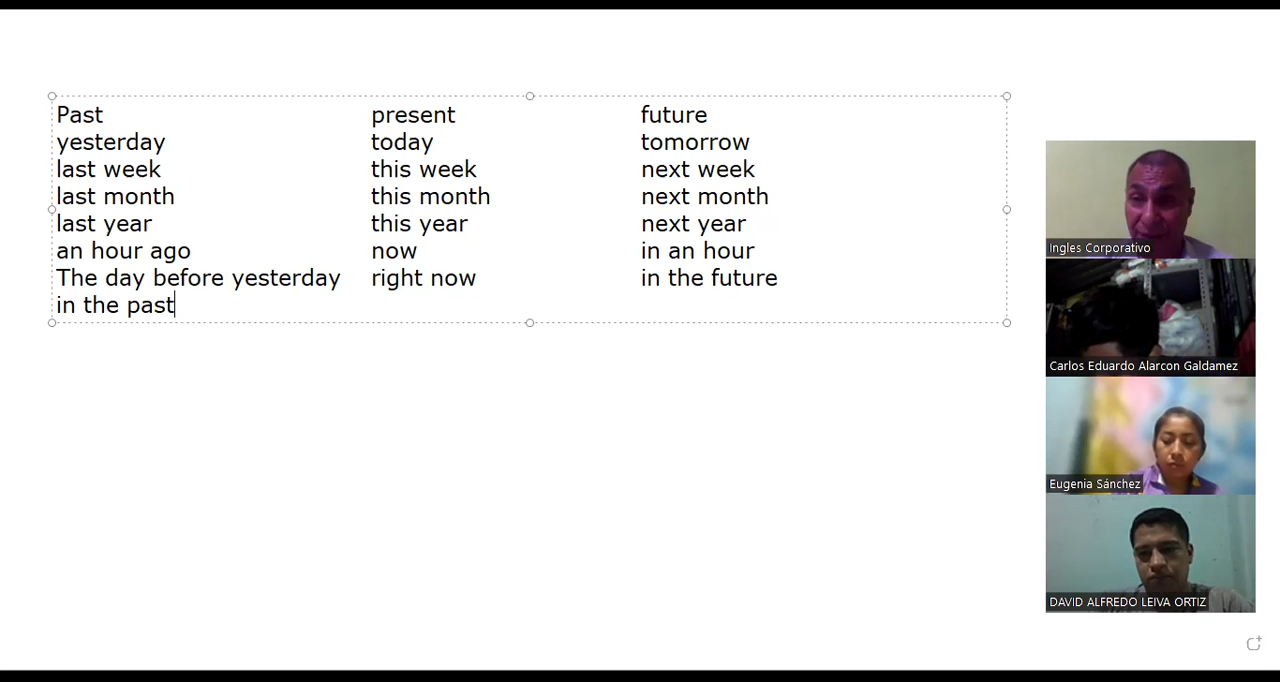 Past present future
yesterday today tomorrow
last week this week next week
last month this month next month
last year this year next year
an hour ago now in an hour
The day before yesterday right now in the future
in the past
Ingles Corporativo
Carlos Eduardo Alarcon Galdamez
Eugenia Sánchez
DAVID ALFREDO LEIVA ORTIZ